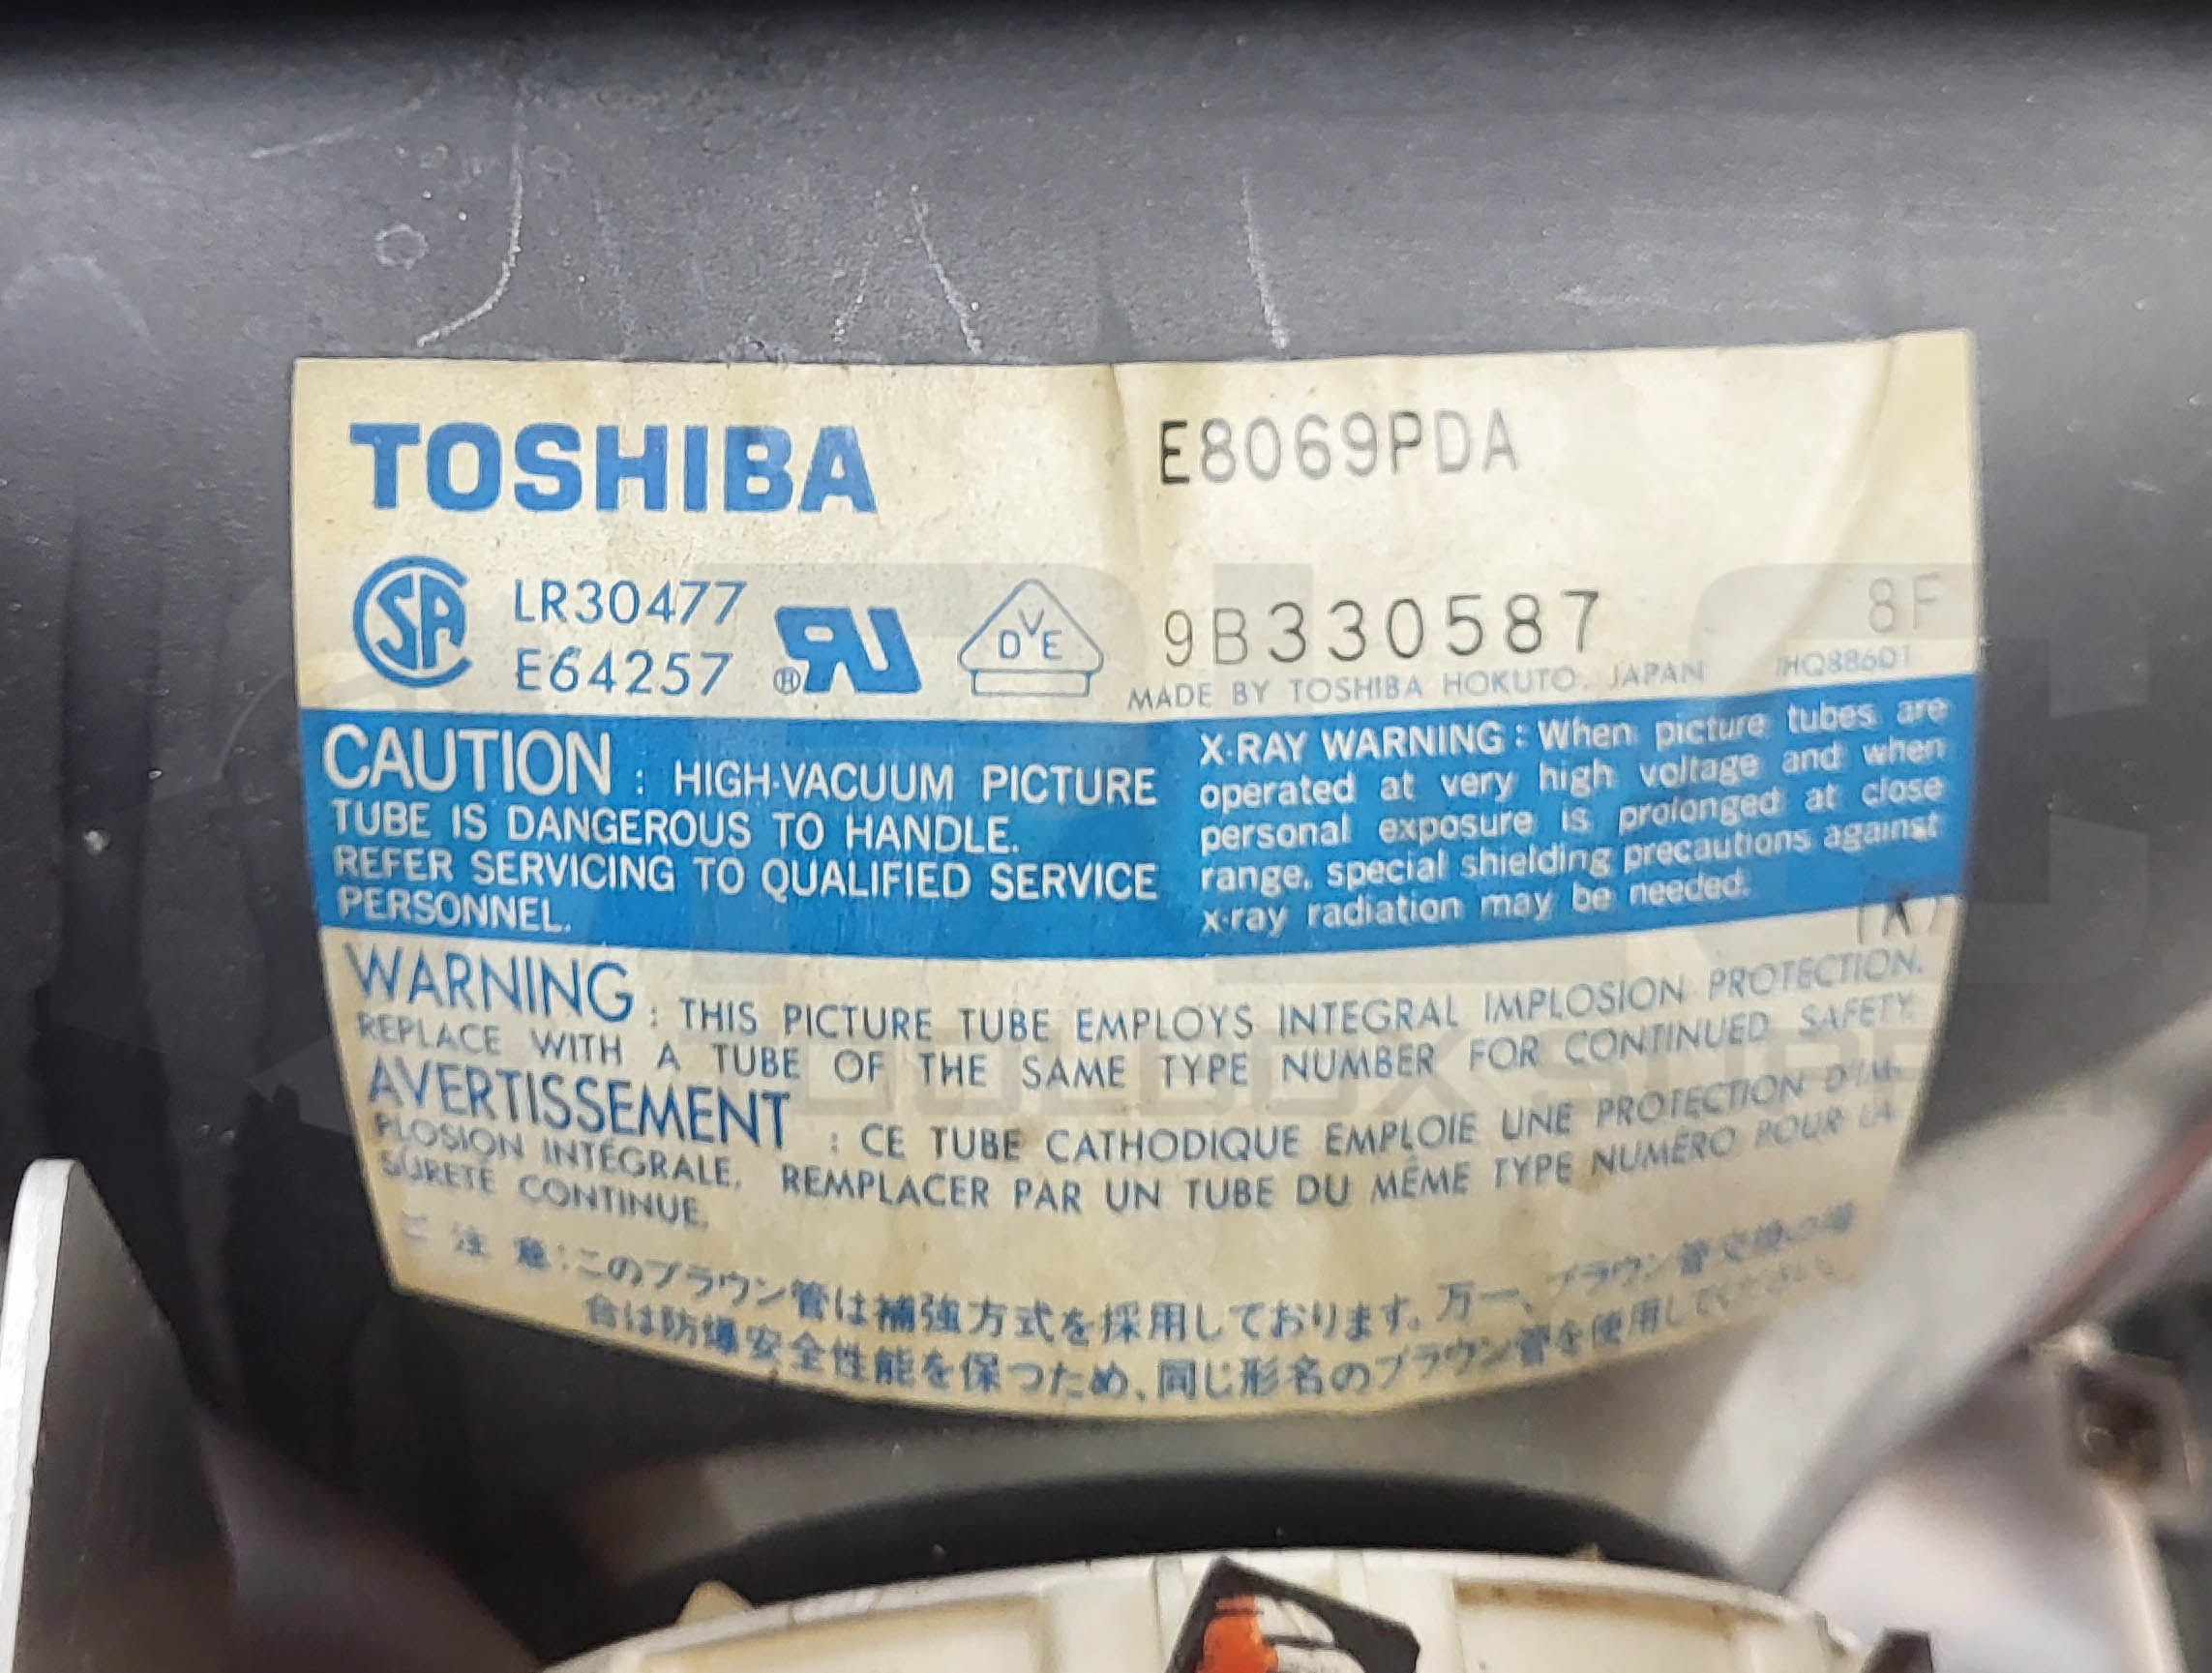 TOSHIBA
E8069PDA
LR30477
E64257
9B330587
8F
MADE BY TOSHIBA HOKUTO, JAPAN
CAUTION : HIGH-VACUUM PICTURE
TUBE IS DANGEROUS TO HANDLE.
REFER SERVICING TO QUALIFIED SERVICE
PERSONNEL.
X-RAY WARNING : When picture tubes are
operated at very high voltage and when
personal exposure is prolonged at close
range, special shielding precautions against
x-ray radiation may be needed.
WARNING : THIS PICTURE TUBE EMPLOYS INTEGRAL IMPLOSION PROTECTION.
REPLACE WITH A TUBE OF THE SAME TYPE NUMBER FOR CONTINUED SAFETY.
AVERTISSEMENT : CE TUBE CATHODIQUE EMPLOIE UNE PROTECTION D'IM-
PLOSION INTÉGRALE, REMPLACER PAR UN TUBE DU MÊME TYPE NUMÉRO POUR LA
SÛRETÉ CONTINUE.
ご注意:このブラウン管は補強方式を採用しております。万一、ブラウン管交換の場
合は防爆安全性能を保つため、同じ形名のブラウン管を使用してください。